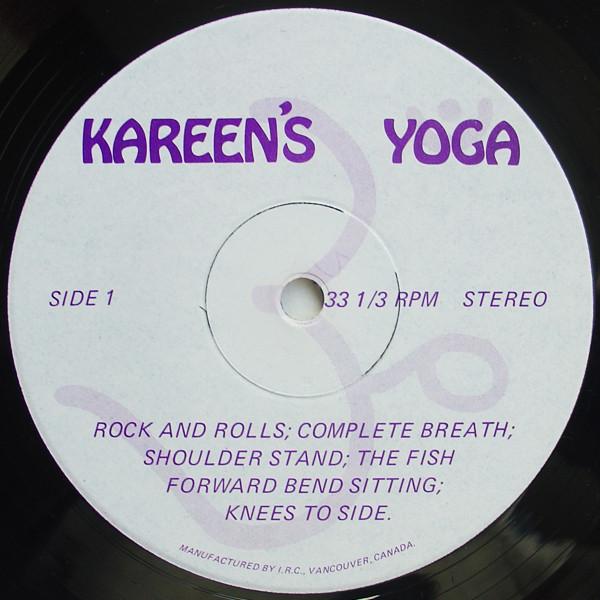 KAREEN'S YOGA
SIDE 1 33 1/3 RPM STEREO
ROCK AND ROLLS; COMPLETE BREATH;
SHOULDER STAND; THE FISH
FORWARD BEND SITTING;
KNEES TO SIDE.
MANUFACTURED BY I.R.C., VANCOUVER, CANADA.